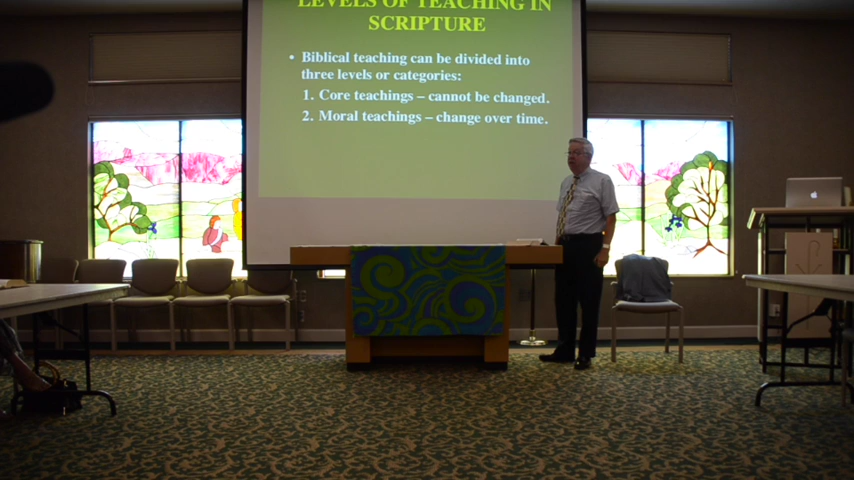 LEVELS OF TEACHING IN
SCRIPTURE
• Biblical teaching can be divided into
three levels or categories:
1. Core teachings – cannot be changed.
2. Moral teachings – change over time.